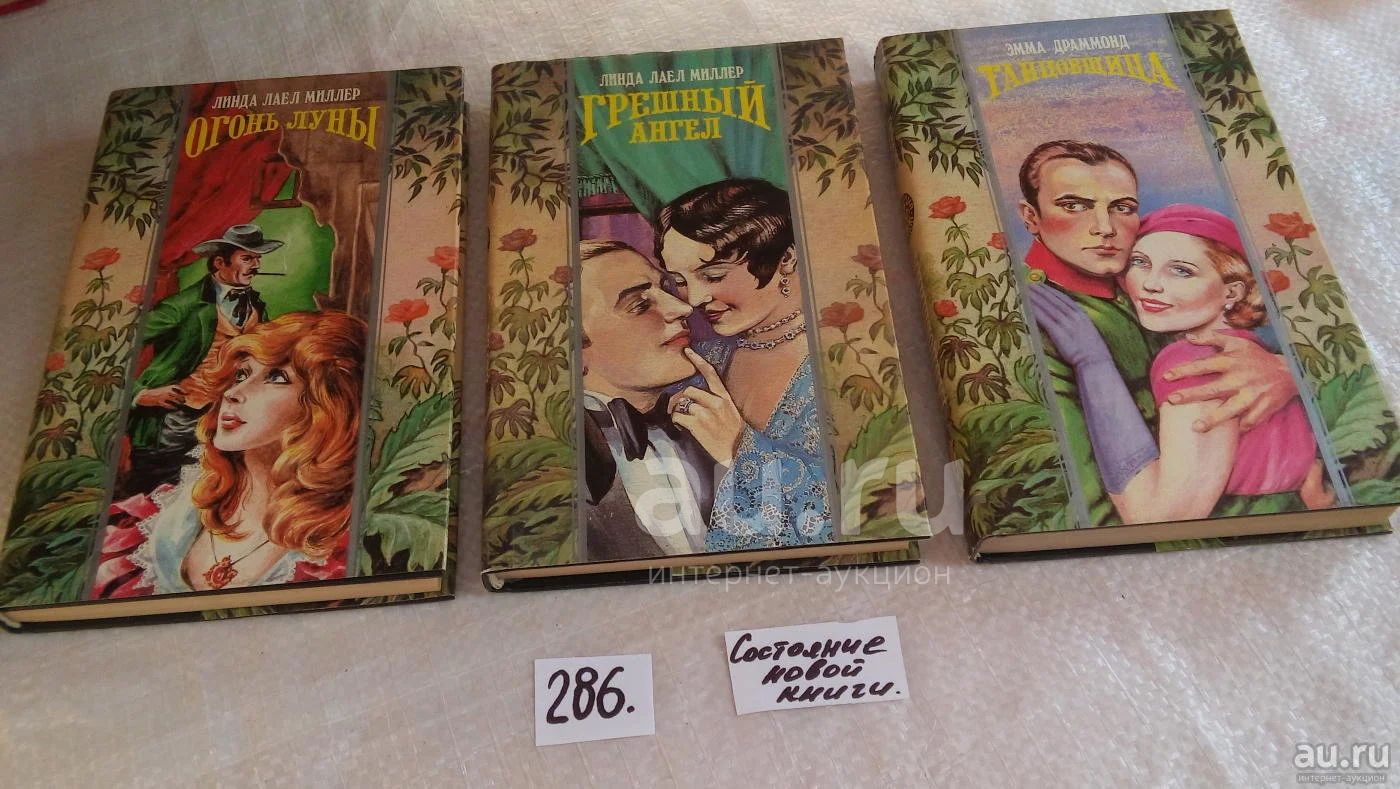 ЛИНДА ЛАЕЛ МИЛЛЕР
ОГОНЬ ЛУНЫ
ЛИНДА ЛАЕЛ МИЛЛЕР
ГРЕШНЫЙ
АНГЕЛ
ЭММА ДРАММОНД
ТАНЦОВЩИЦА
au.ru
интернет-аукцион
286.
Состояние
новой
книги.
au.ru
интернет-аукцион